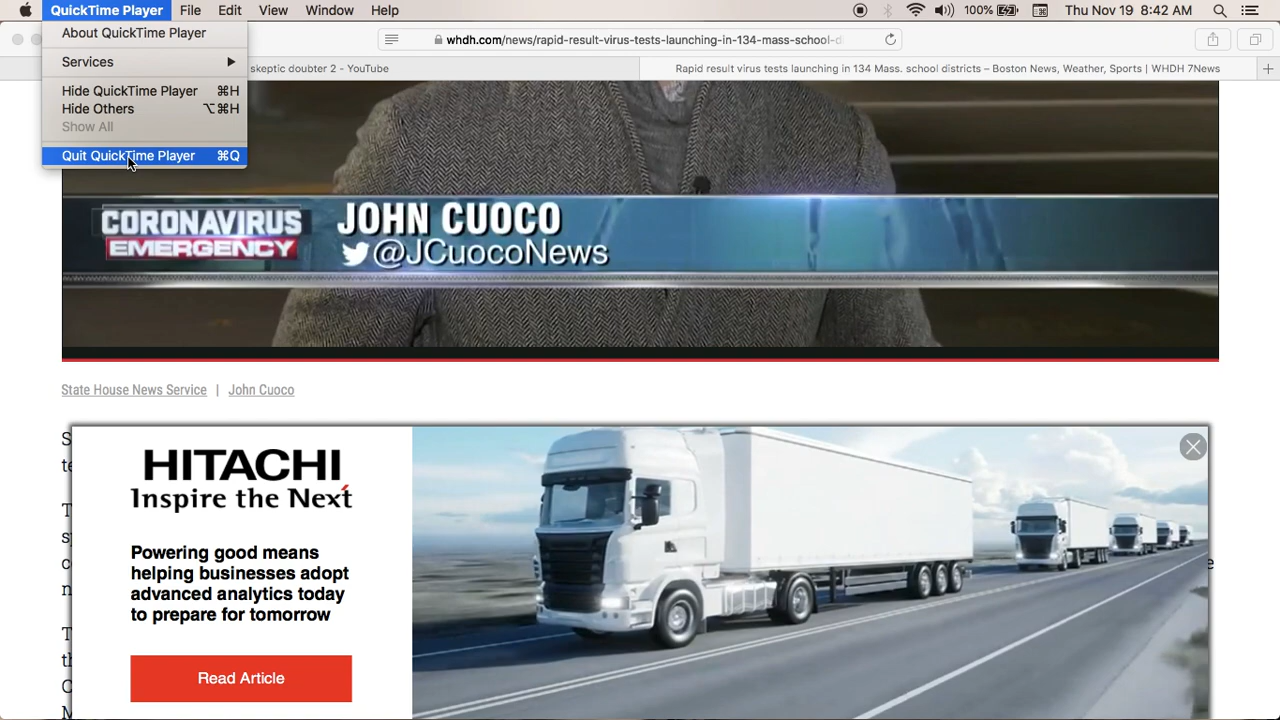 QuickTime Player File Edit View Window Help 100% Thu Nov 19 8:42 AM
About QuickTime Player
Services
Hide QuickTime Player ⌘H
Hide Others ⌥⌘H
Show All
Quit QuickTime Player ⌘Q
whdh.com/news/rapid-result-virus-tests-launching-in-134-mass-school-d
skeptic doubter 2 - YouTube
Rapid result virus tests launching in 134 Mass. school districts – Boston News, Weather, Sports | WHDH 7News
CORONAVIRUS
EMERGENCY
JOHN CUOCO
@JCuocoNews
State House News Service | John Cuoco
HITACHI
Inspire the Next
Powering good means
helping businesses adopt
advanced analytics today
to prepare for tomorrow
Read Article